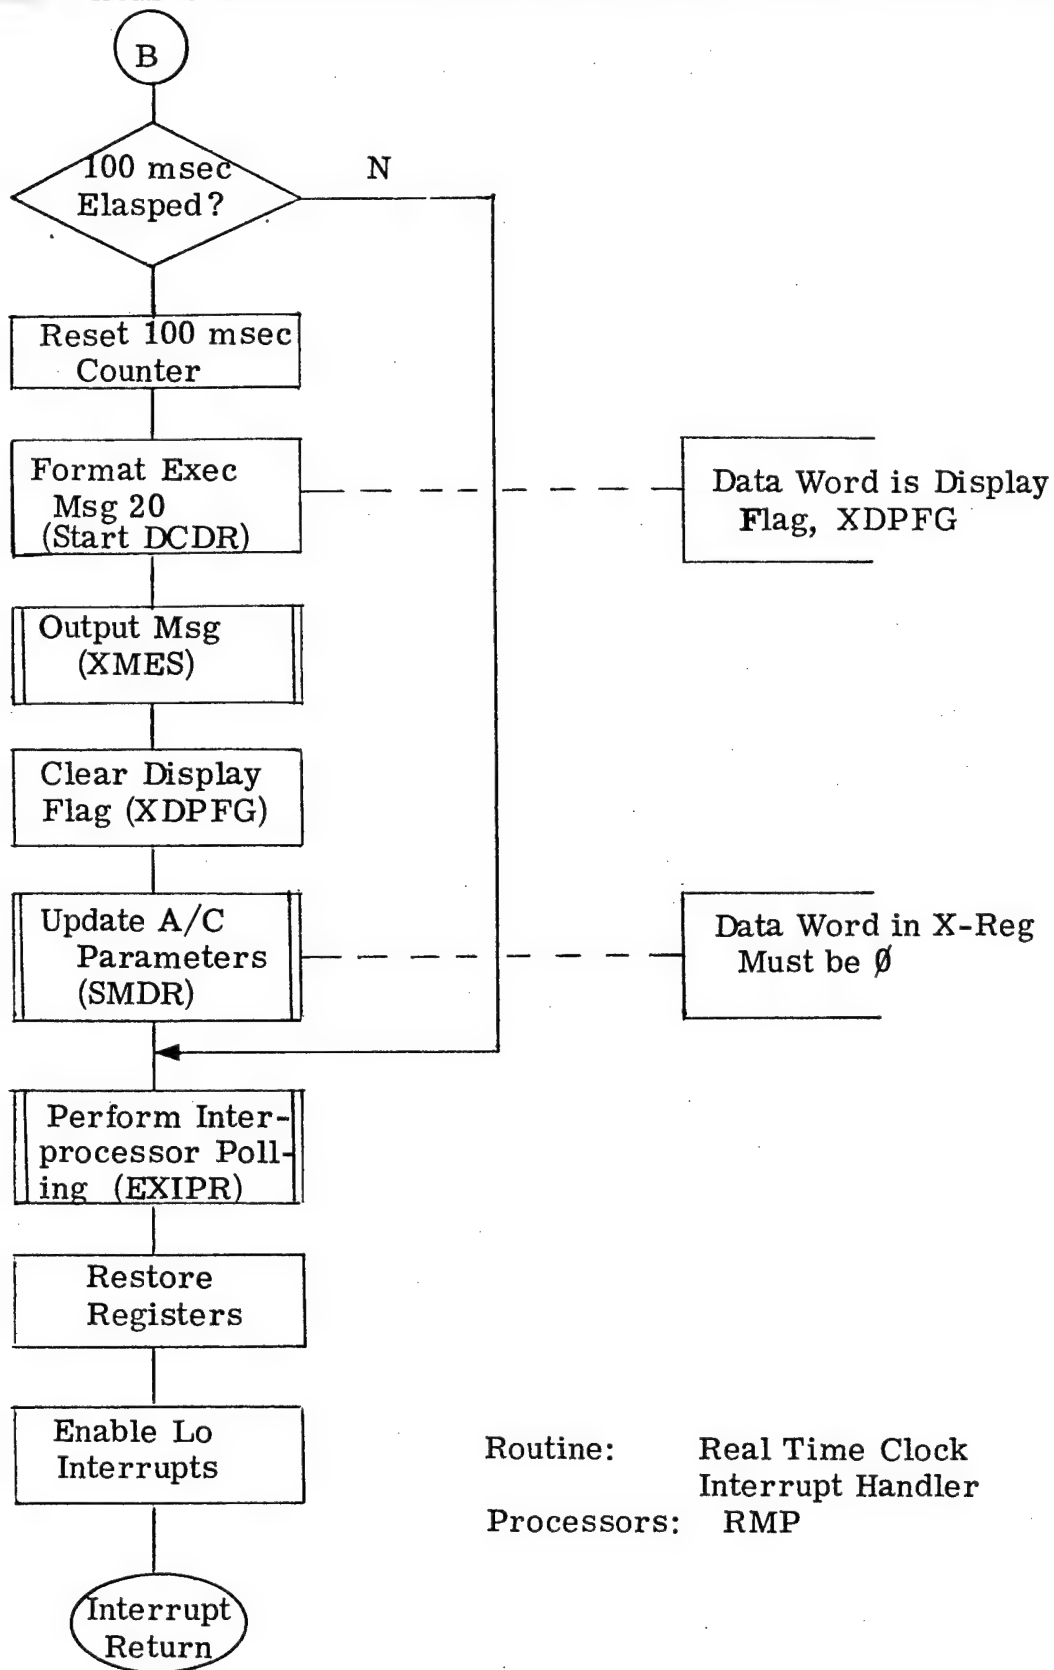 B
100 msec
Elasped?
N
Reset 100 msec
Counter
Format Exec
Msg 20
(Start DCDR)
Data Word is Display
Flag, XDPFG
Output Msg
(XMES)
Clear Display
Flag (XDPFG)
Update A/C
Parameters
(SMDR)
Data Word in X-Reg
Must be Ø
Perform Inter-
processor Poll-
ing (EXIPR)
Restore
Registers
Enable Lo
Interrupts
Routine: Real Time Clock
Interrupt Handler
Processors: RMP
Interrupt
Return